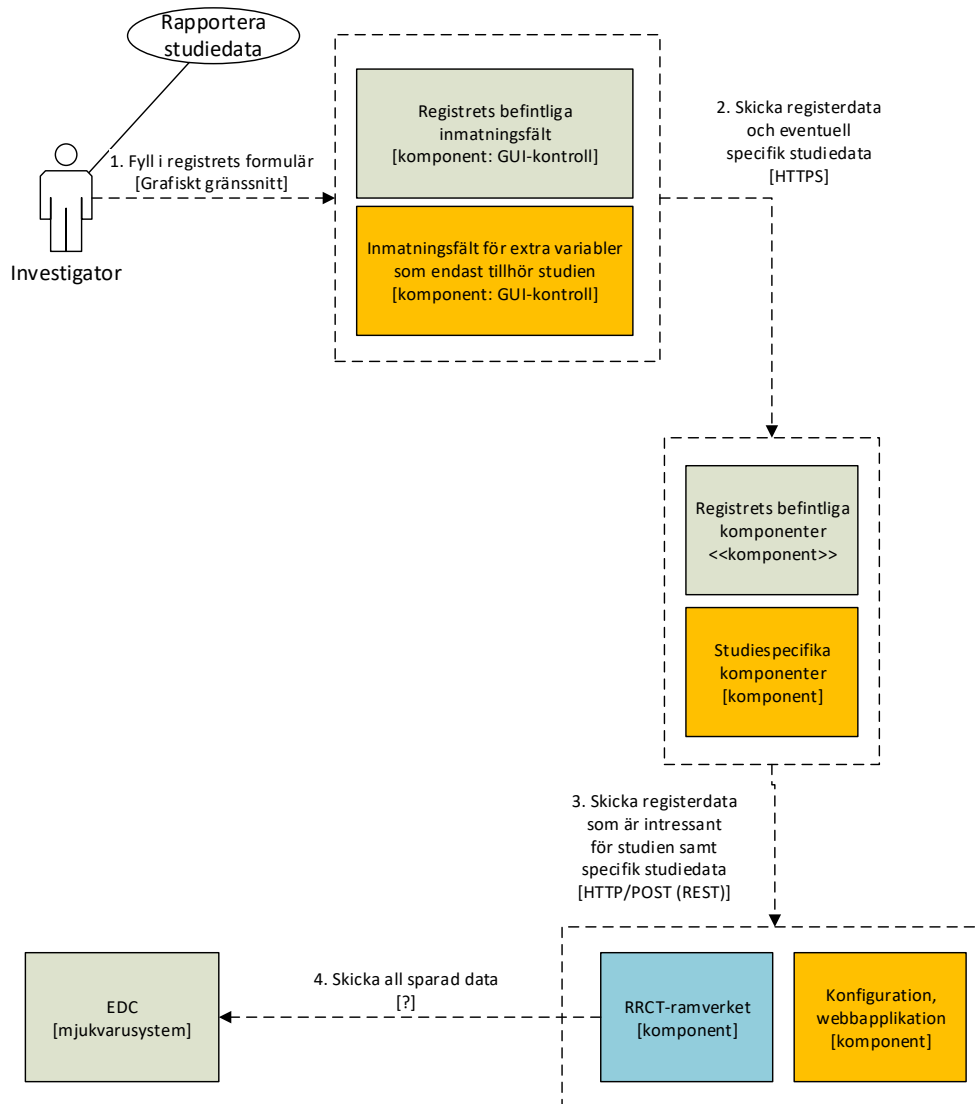 Rapportera
studiedata
Registrets befintliga
inmatningsfält
[komponent: GUI-kontroll]
Inmatningsfält för extra variabler
som endast tillhör studien
[komponent: GUI-kontroll]
1. Fyll i registrets formulär
[Grafiskt gränssnitt]
Investigator
2. Skicka registerdata
och eventuell
specifik studiedata
[HTTPS]
Registrets befintliga
komponenter
<<komponent>>
Studiespecifika
komponenter
[komponent]
3. Skicka registerdata
som är intressant
för studien samt
specifik studiedata
[HTTP/POST (REST)]
RRCT-ramverket
[komponent]
Konfiguration,
webbapplikation
[komponent]
4. Skicka all sparad data
[?]
EDC
[mjukvarusystem]